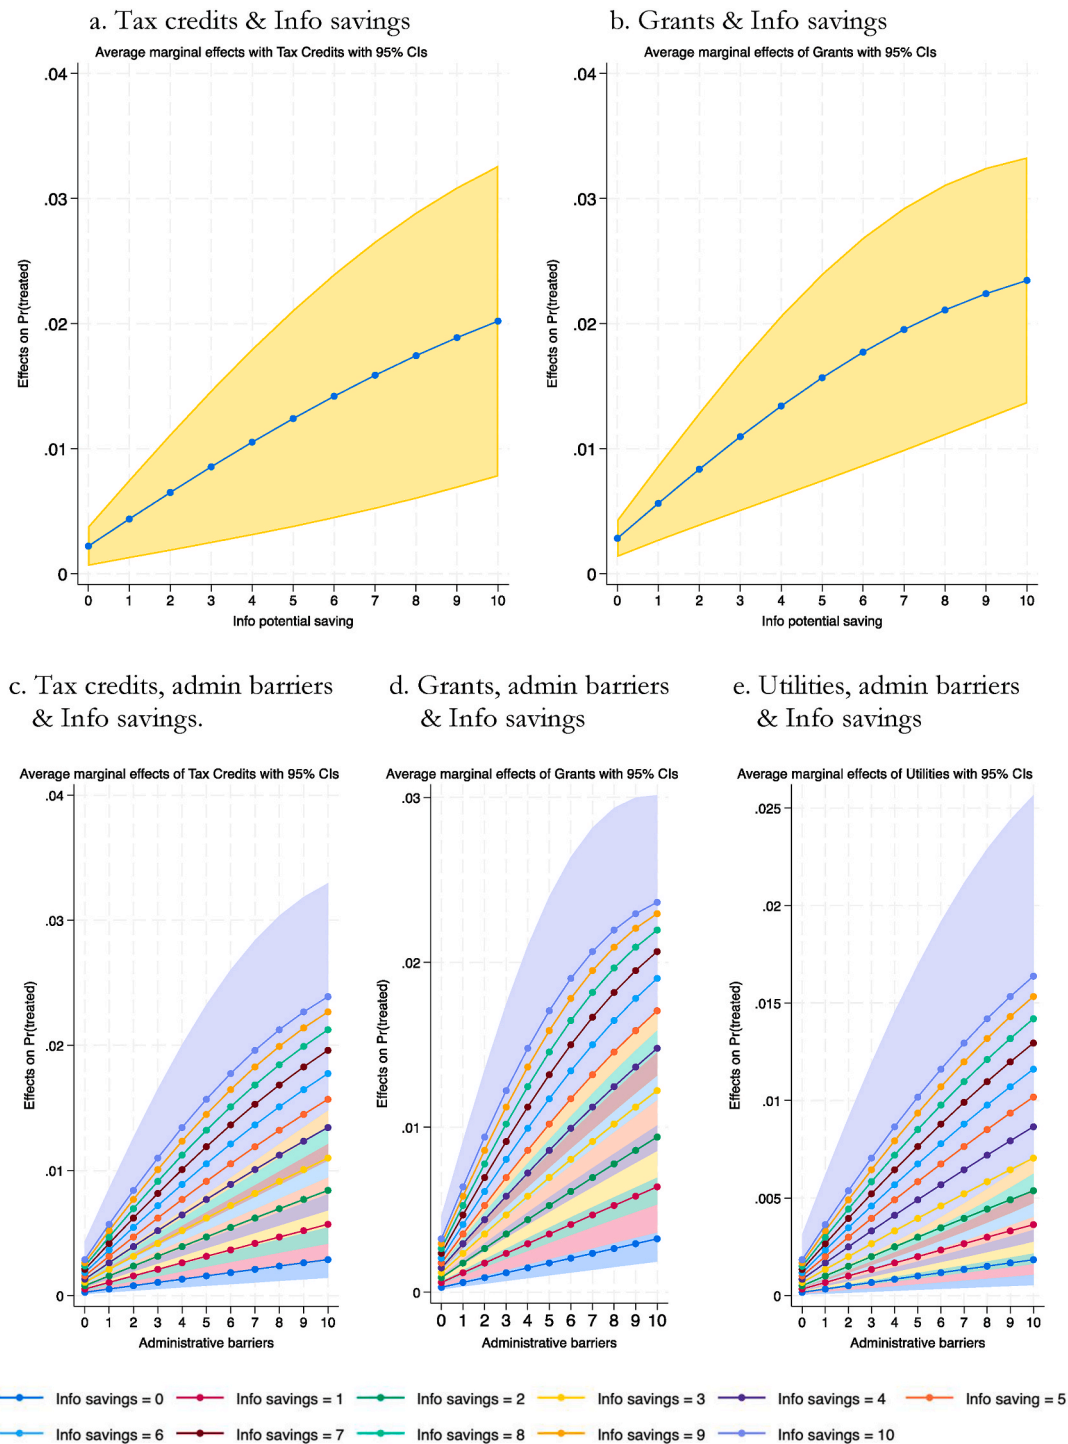 a. Tax credits & Info savings
Average marginal effects with Tax Credits with 95% CIs
.04
.03
.02
.01
0
Effects on Pr(treated)
0 1 2 3 4 5 6 7 8 9 10
Info potential saving
b. Grants & Info savings
Average marginal effects of Grants with 95% CIs
.04
.03
.02
.01
0
Effects on Pr(treated)
0 1 2 3 4 5 6 7 8 9 10
Info potential saving
c. Tax credits, admin barriers
& Info savings.
Average marginal effects of Tax Credits with 95% CIs
.04
.03
.02
.01
0
Effects on Pr(treated)
0 1 2 3 4 5 6 7 8 9 10
Administrative barriers
d. Grants, admin barriers
& Info savings
Average marginal effects of Grants with 95% CIs
.03
.02
.01
0
Effects on Pr(treated)
0 1 2 3 4 5 6 7 8 9 10
Administrative barriers
e. Utilities, admin barriers
& Info savings
Average marginal effects of Utilities with 95% CIs
.025
.02
.015
.01
.005
0
Effects on Pr(treated)
0 1 2 3 4 5 6 7 8 9 10
Administrative barriers
Info savings = 0 Info savings = 1 Info savings = 2 Info savings = 3 Info savings = 4 Info saving = 5
Info savings = 6 Info savings = 7 Info savings = 8 Info savings = 9 Info savings = 10